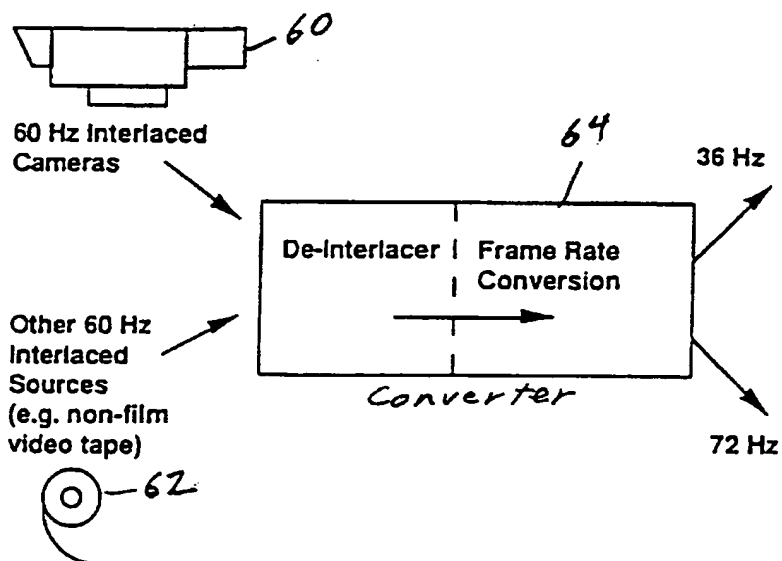 60
60 Hz Interlaced
Cameras
64
36 Hz
De-Interlacer
Frame Rate
Conversion
Other 60 Hz
Interlaced
Sources
(e.g. non-film
video tape)
Converter
72 Hz
62